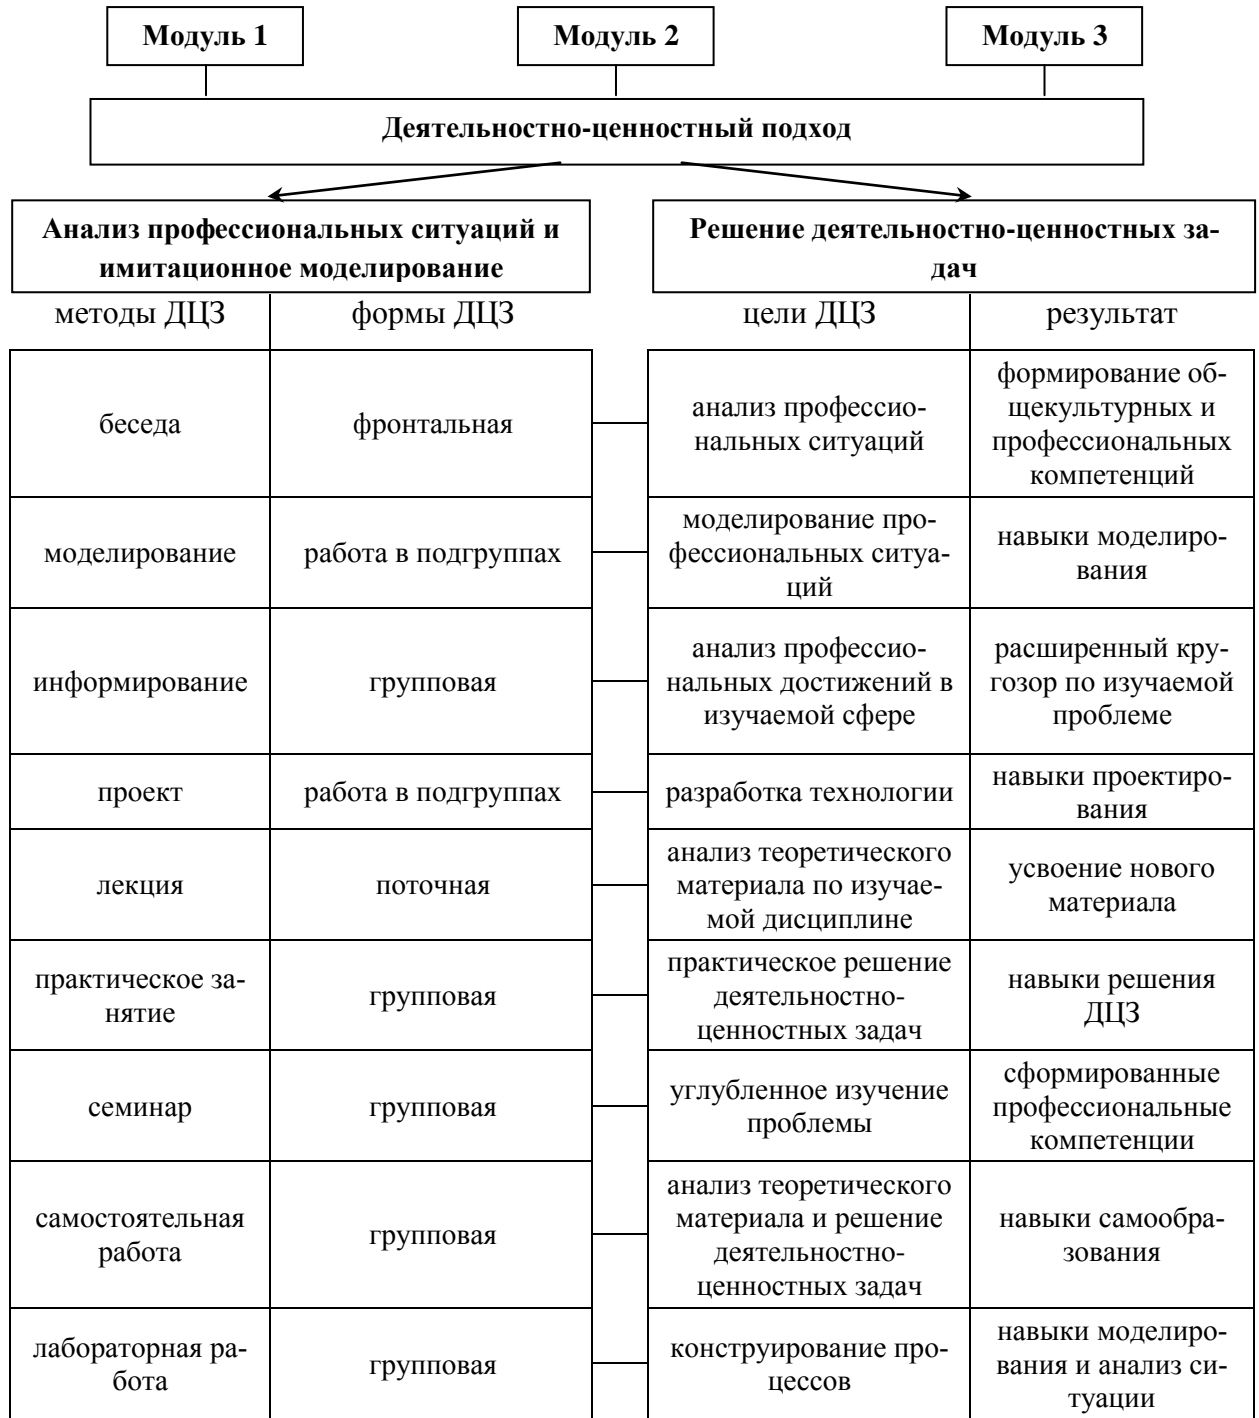 Модуль 1
Модуль 2
Модуль 3
Деятельностно-ценностный подход
Анализ профессиональных ситуаций и
имитационное моделирование
Решение деятельностно-ценностных за-
дач
методы ДЦЗ
формы ДЦЗ
цели ДЦЗ
результат
беседа
фронтальная
анализ профессио-
нальных ситуаций
формирование об-
щекультурных и
профессиональных
компетенций
моделирование
работа в подгруппах
моделирование про-
фессиональных ситуа-
ций
навыки моделиро-
вания
информирование
групповая
анализ профессио-
нальных достижений в
изучаемой сфере
расширенный кру-
гозор по изучаемой
проблеме
проект
работа в подгруппах
разработка технологии
навыки проектиро-
вания
лекция
поточная
анализ теоретического
материала по изучае-
мой дисциплине
усвоение нового
материала
практическое за-
нятие
групповая
практическое решение
деятельностно-
ценностных задач
навыки решения
ДЦЗ
семинар
групповая
углубленное изучение
проблемы
сформированные
профессиональные
компетенции
самостоятельная
работа
групповая
анализ теоретического
материала и решение
деятельностно-
ценностных задач
навыки самообра-
зования
лабораторная ра-
бота
групповая
конструирование про-
цессов
навыки моделиро-
вания и анализ си-
туации